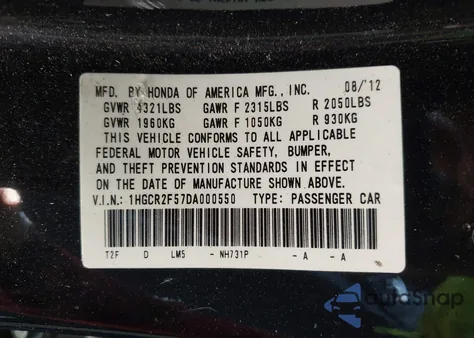 MFD. BY HONDA OF AMERICA MFG., INC. 08/12
GVWR 4321LBS GAWR F 2315LBS R 2050LBS
GVWR 1960KG GAWR F 1050KG R 930KG
THIS VEHICLE CONFORMS TO ALL APPLICABLE
FEDERAL MOTOR VEHICLE SAFETY, BUMPER,
AND THEFT PREVENTION STANDARDS IN EFFECT
ON THE DATE OF MANUFACTURE SHOWN ABOVE.
V.I.N.: 1HGCR2F57DA000550 TYPE: PASSENGER CAR
T2F D LM5 - NH731P - A - A
autoSnap